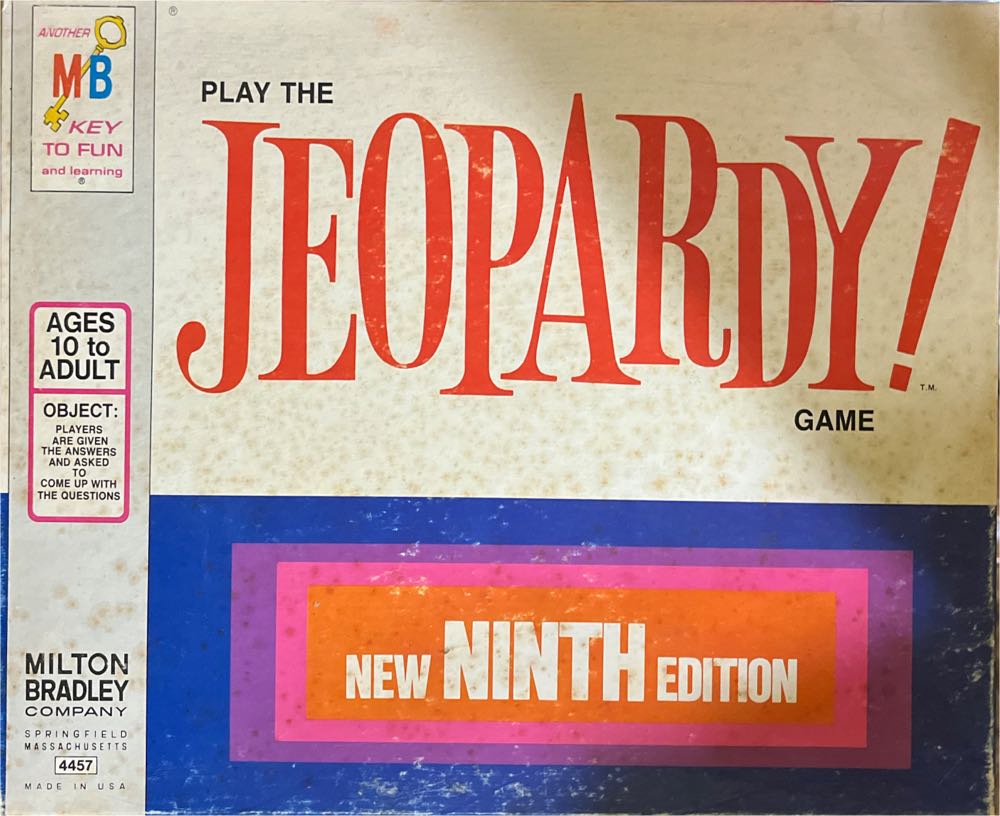 ®
ANOTHER
MB
KEY
TO FUN
and learning
®
AGES
10 to
ADULT
OBJECT:
PLAYERS
ARE GIVEN
THE ANSWERS
AND ASKED
TO
COME UP WITH
THE QUESTIONS
MILTON
BRADLEY
COMPANY
SPRINGFIELD
MASSACHUSETTS
4457
MADE IN USA
PLAY THE
JEOPARDY!
T.M.
GAME
NEW NINTH EDITION